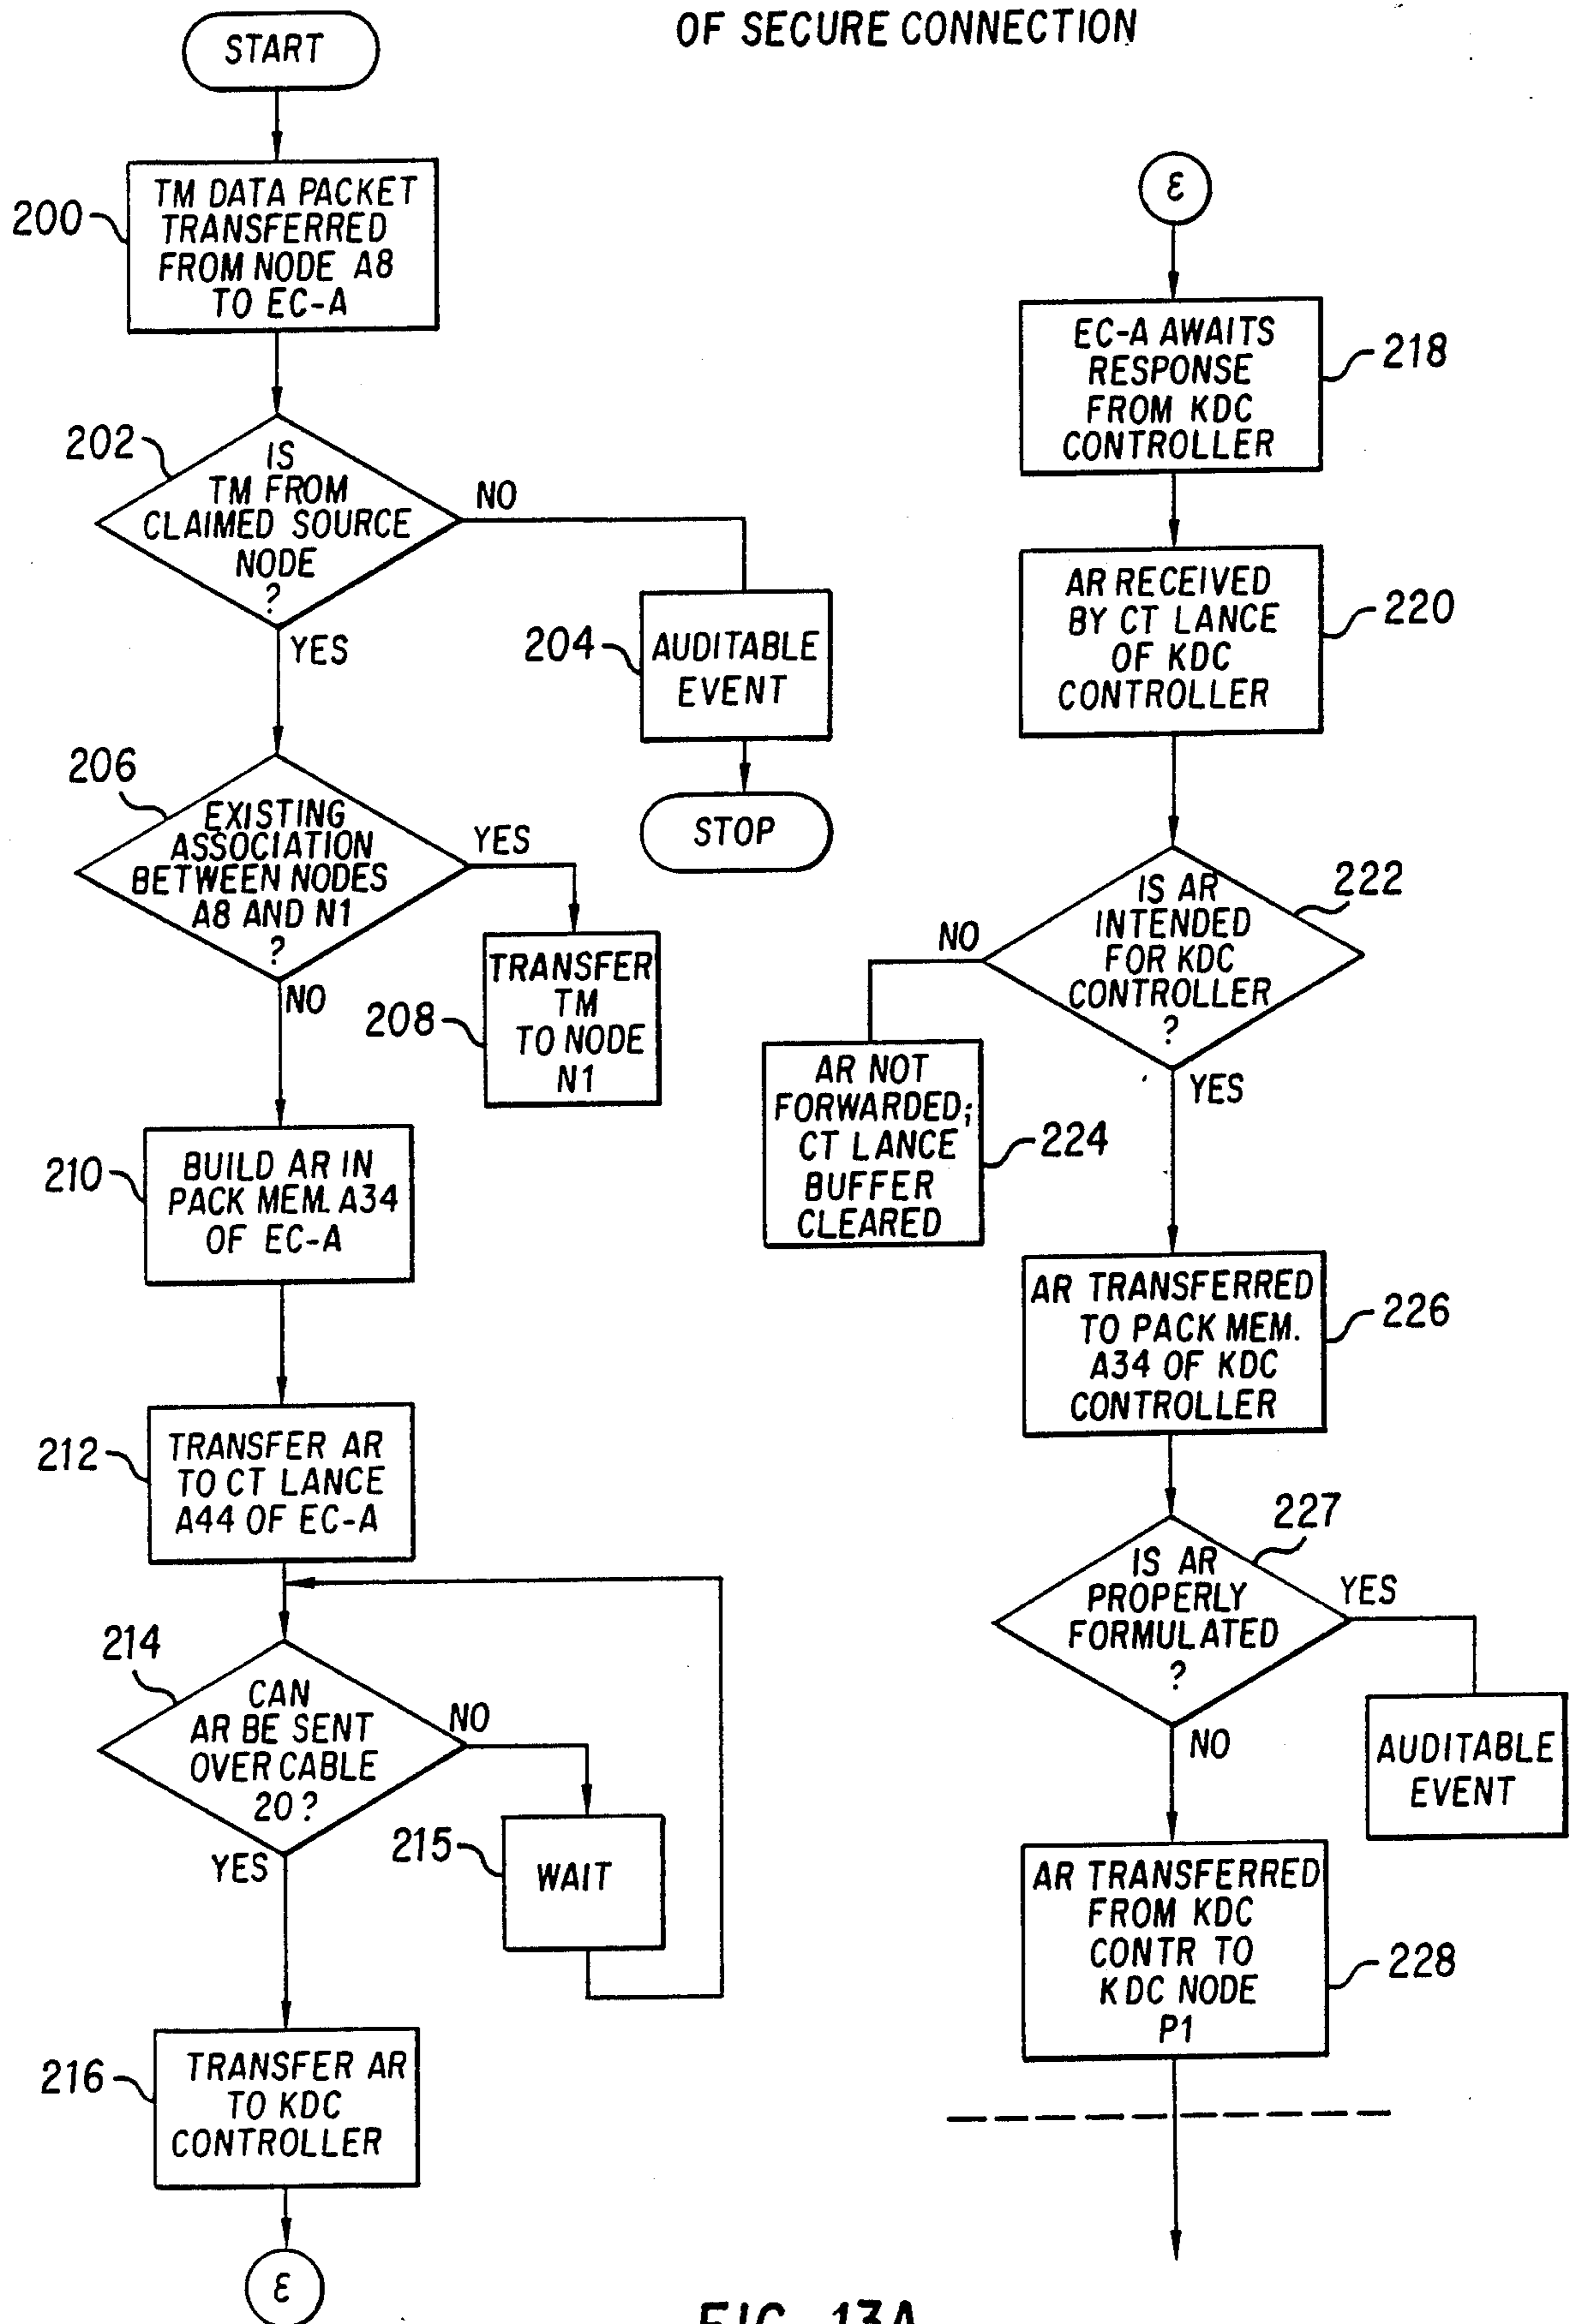 OF SECURE CONNECTION
START
200
TM DATA PACKET
TRANSFERRED
FROM NODE A8
TO EC-A
202
IS
TM FROM
CLAIMED SOURCE
NODE
?
NO
YES
204
AUDITABLE
EVENT
STOP
206
EXISTING
ASSOCIATION
BETWEEN NODES
A8 AND N1
?
YES
NO
208
TRANSFER
TM
TO NODE
N1
210
BUILD AR IN
PACK MEM. A34
OF EC-A
212
TRANSFER AR
TO CT LANCE
A44 OF EC-A
214
CAN
AR BE SENT
OVER CABLE
20?
NO
YES
215
WAIT
216
TRANSFER AR
TO KDC
CONTROLLER
ε
ε
EC-A AWAITS
RESPONSE
FROM KDC
CONTROLLER
218
AR RECEIVED
BY CT LANCE
OF KDC
CONTROLLER
220
IS AR
INTENDED
FOR KDC
CONTROLLER
?
222
NO
YES
AR NOT
FORWARDED;
CT LANCE
BUFFER
CLEARED
224
AR TRANSFERRED
TO PACK MEM.
A34 OF KDC
CONTROLLER
226
227
IS AR
PROPERLY
FORMULATED
?
YES
NO
AUDITABLE
EVENT
AR TRANSFERRED
FROM KDC
CONTR TO
KDC NODE
P1
228
FIG. 13A